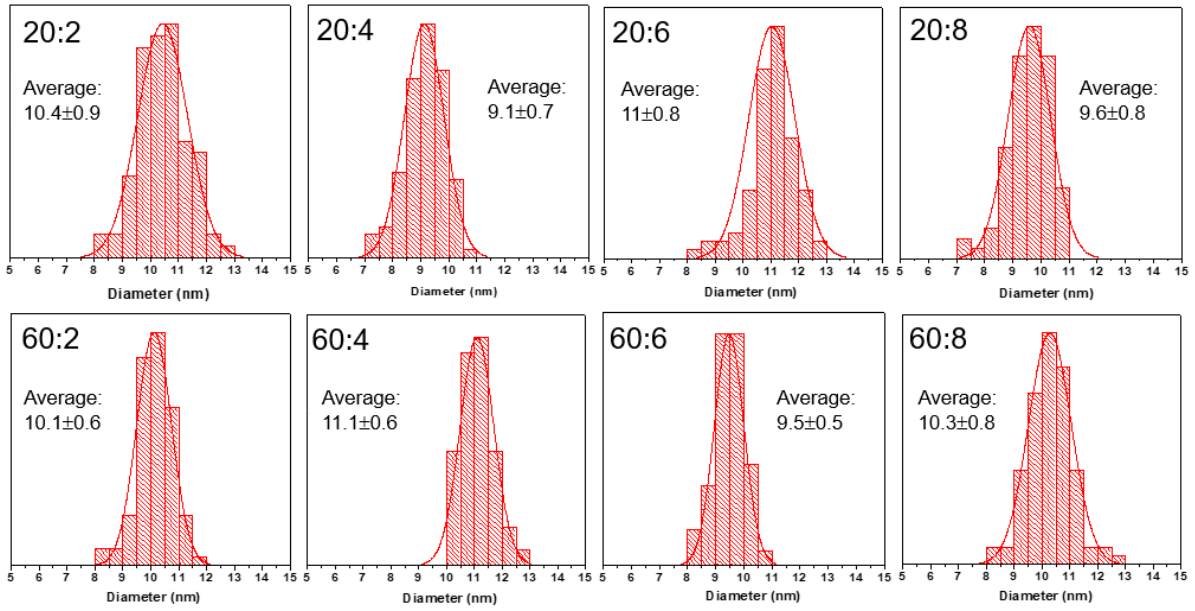 20:2
Average:
10.4±0.9
5 6 7 8 9 10 11 12 13 14 15
Diameter (nm)
20:4
Average:
9.1±0.7
5 6 7 8 9 10 11 12 13 14 15
Diameter (nm)
20:6
Average:
11±0.8
5 6 7 8 9 10 11 12 13 14 15
Diameter (nm)
20:8
Average:
9.6±0.8
5 6 7 8 9 10 11 12 13 14 15
Diameter (nm)
60:2
Average:
10.1±0.6
5 6 7 8 9 10 11 12 13 14 15
Diameter (nm)
60:4
Average:
11.1±0.6
5 6 7 8 9 10 11 12 13 14 15
Diameter (nm)
60:6
Average:
9.5±0.5
5 6 7 8 9 10 11 12 13 14 15
Diameter (nm)
60:8
Average:
10.3±0.8
5 6 7 8 9 10 11 12 13 14 15
Diameter (nm)